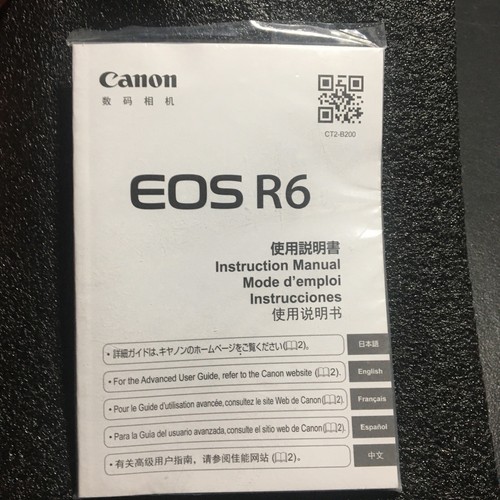 Canon
数码相机
CT2-B200
EOS R6
使用説明書
Instruction Manual
Mode d'emploi
Instrucciones
使用说明书
・詳細ガイドは、キヤノンのホームページをご覧ください(📖2)。
日本語
• For the Advanced User Guide, refer to the Canon website (📖2).
English
• Pour le Guide d'utilisation avancée, consultez le site Web de Canon (📖2).
Français
• Para la Guía del usuario avanzada, consulte el sitio web de Canon (📖2).
Español
• 有关高级用户指南，请参阅佳能网站 (📖2)。
中文